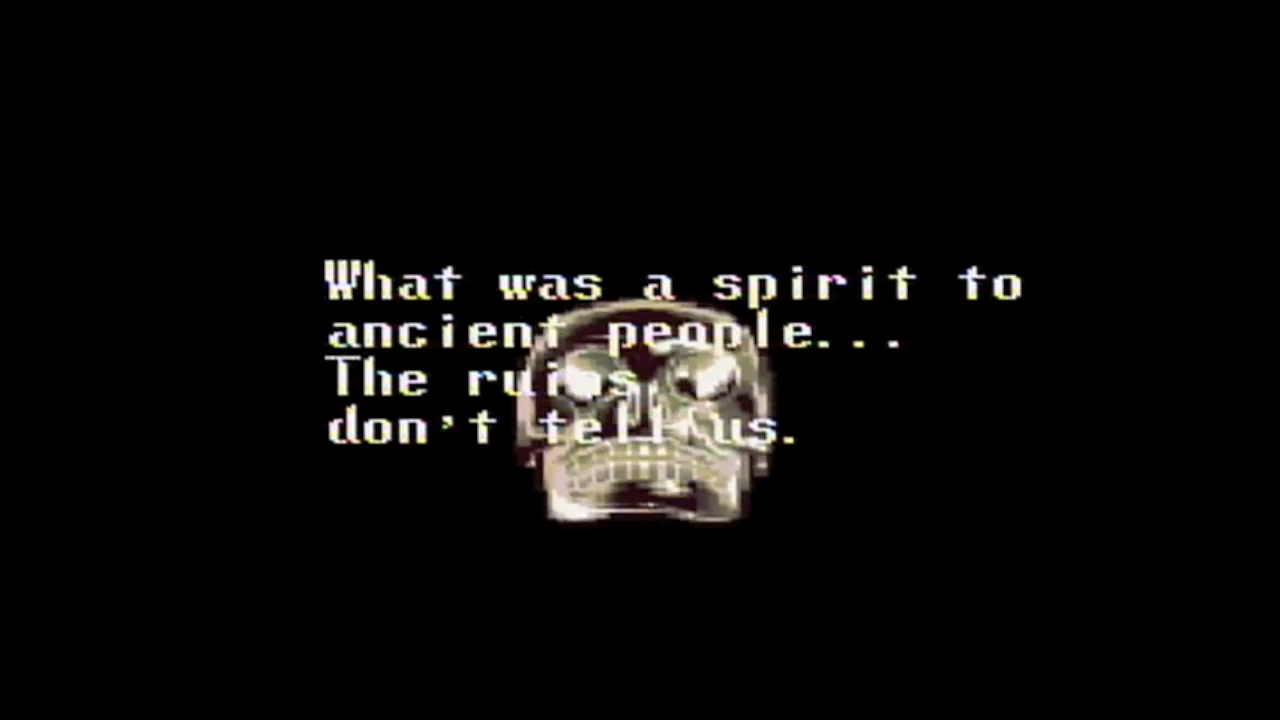 What was a spirit to
ancient people...
The ruins
don't tell us.